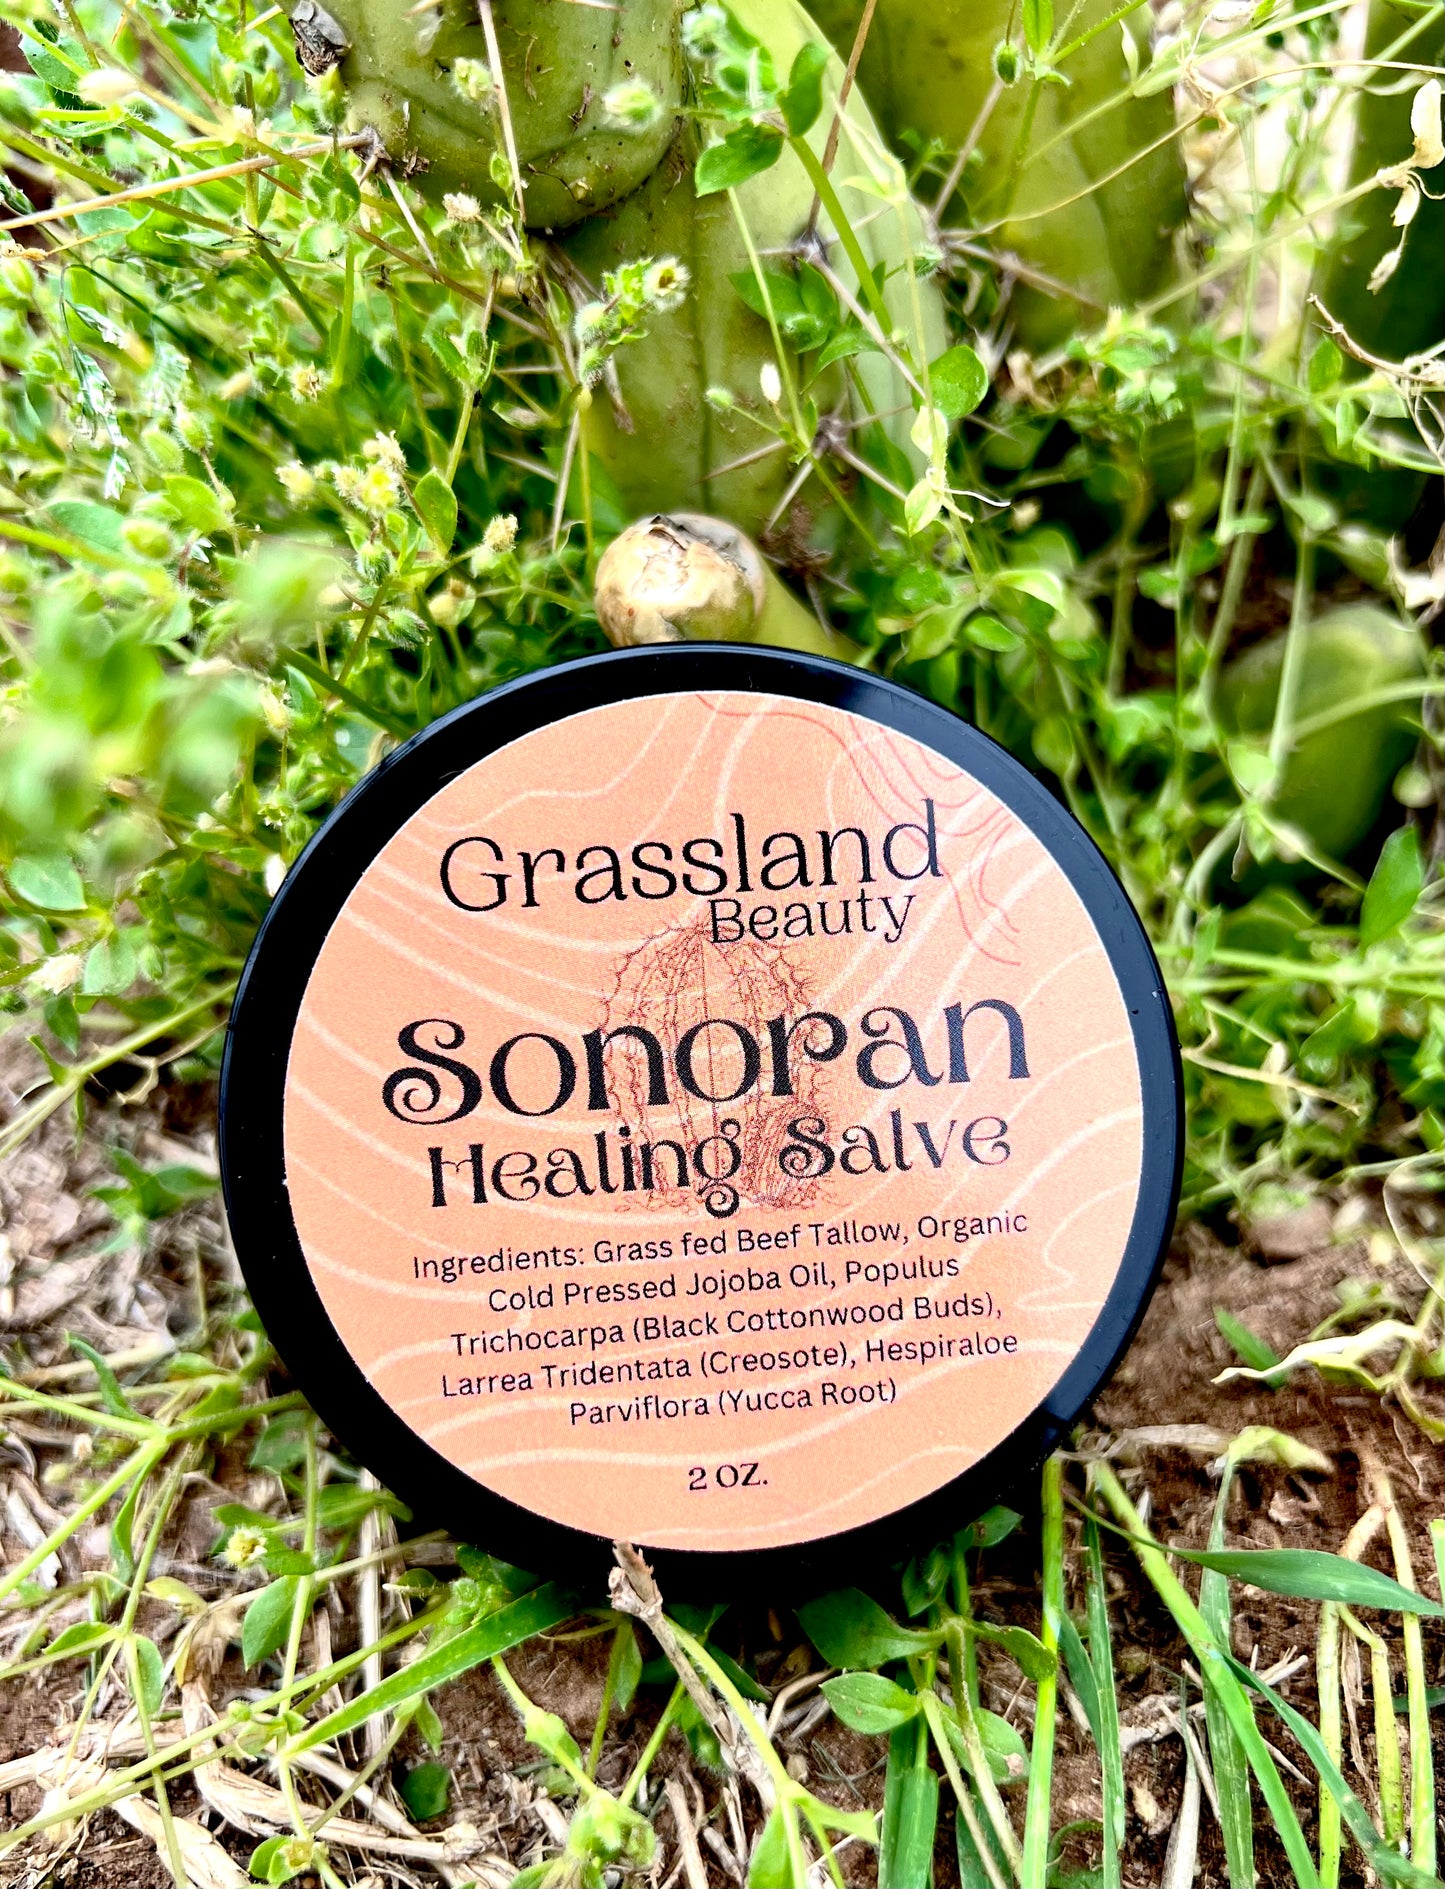 Grassland
Beauty
Sonoran
Healing Salve
Ingredients: Grass fed Beef Tallow, Organic
Cold Pressed Jojoba Oil, Populus
Trichocarpa (Black Cottonwood Buds),
Larrea Tridentata (Creosote), Hespiraloe
Parviflora (Yucca Root)
2 OZ.